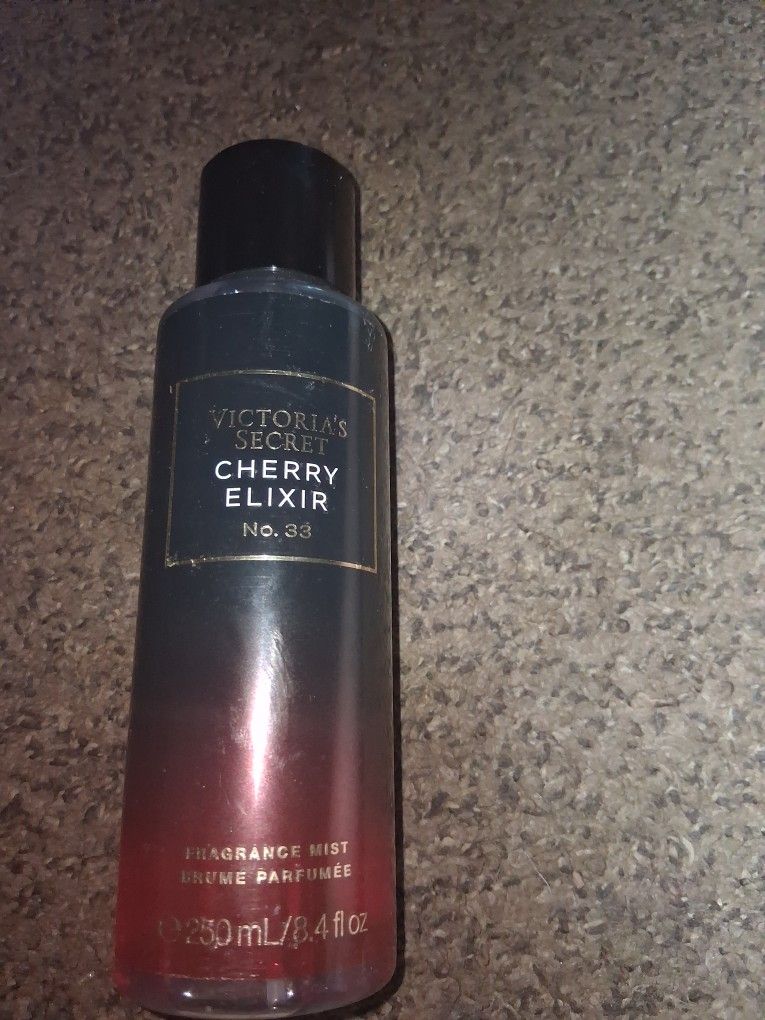 VICTORIA'S
SECRET
CHERRY
ELIXIR
No. 33
FRAGRANCE MIST
BRUME PARFUMÉE
℮ 250 mL/8.4 fl oz